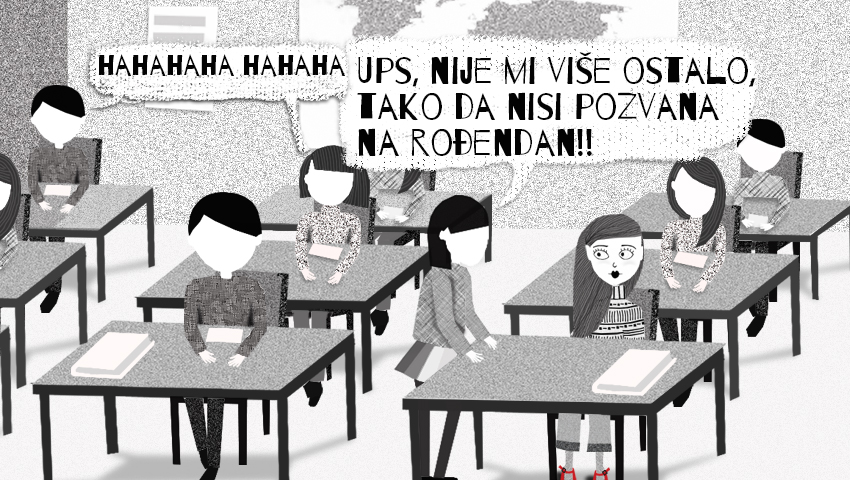 HAHAHAHA HAHAHA
UPS, NIJE MI VIŠE OSTALO,
TAKO DA NISI POZVANA
NA ROĐENDAN!!